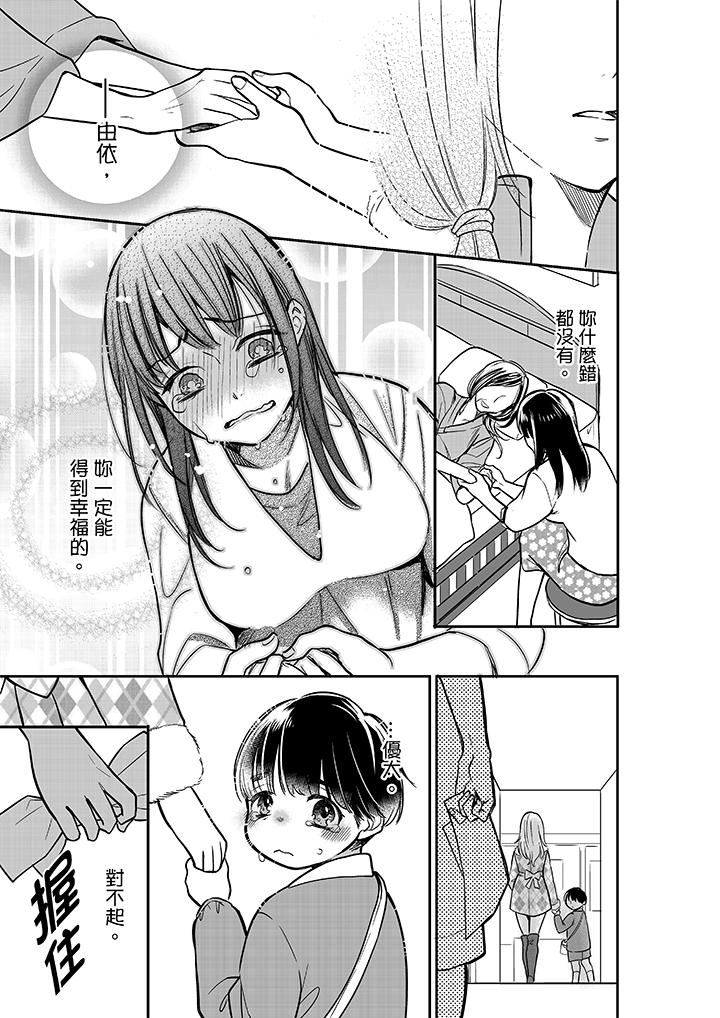 ──由依，
妳什麼錯
都沒有。
妳一定能
得到幸福的。
…優太。
對不起。
握住